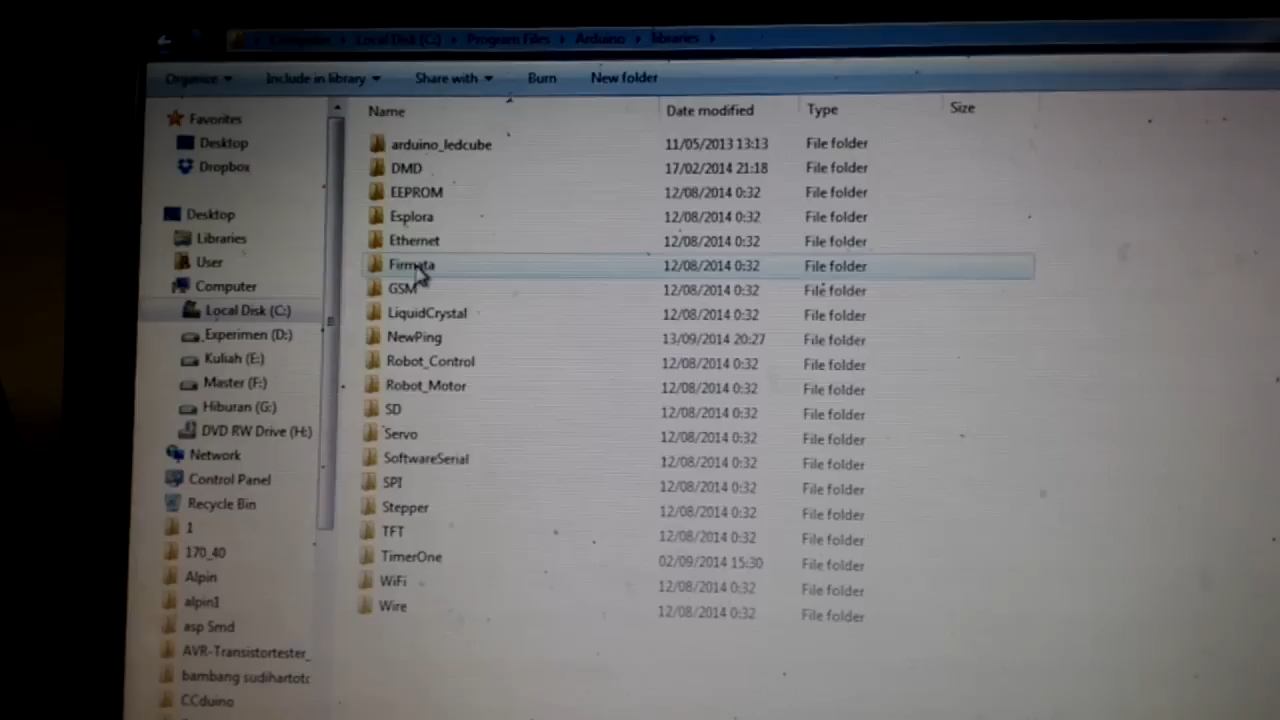 Computer Local Disk (C:) Program Files Arduino libraries
Organize Include in library Share with Burn New folder
Name Date modified Type Size
Favorites
Desktop
Dropbox
Desktop
Libraries
User
Computer
Local Disk (C:)
Experimen (D:)
Kuliah (E:)
Master (F:)
Hiburan (G:)
DVD RW Drive (H:)
Network
Control Panel
Recycle Bin
1
170_40
Alpin
alpin1
asp Smd
AVR-Transistortester_
bambang sudihartotc
CCduino
arduino_ledcube 11/05/2013 13:13 File folder
DMD 17/02/2014 21:18 File folder
EEPROM 12/08/2014 0:32 File folder
Esplora 12/08/2014 0:32 File folder
Ethernet 12/08/2014 0:32 File folder
Firmata 12/08/2014 0:32 File folder
GSM 12/08/2014 0:32 File folder
LiquidCrystal 12/08/2014 0:32 File folder
NewPing 13/09/2014 20:27 File folder
Robot_Control 12/08/2014 0:32 File folder
Robot_Motor 12/08/2014 0:32 File folder
SD 12/08/2014 0:32 File folder
Servo 12/08/2014 0:32 File folder
SoftwareSerial 12/08/2014 0:32 File folder
SPI 12/08/2014 0:32 File folder
Stepper 12/08/2014 0:32 File folder
TFT 12/08/2014 0:32 File folder
TimerOne 02/09/2014 15:30 File folder
WiFi 12/08/2014 0:32 File folder
Wire 12/08/2014 0:32 File folder